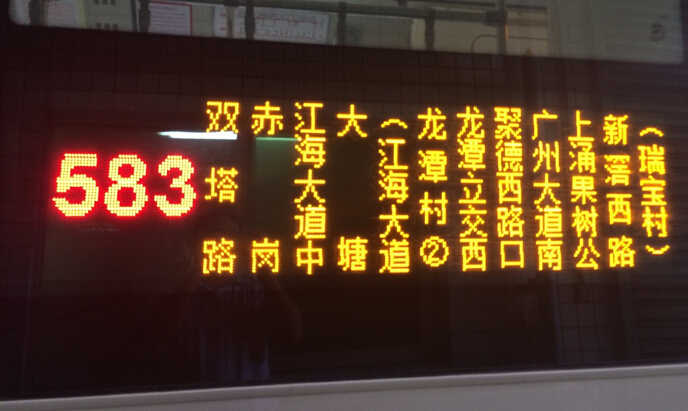 583
双塔路
赤岗
江海大道中
大塘
(江海大道
龙潭村②
龙潭立交西
聚德西路口
广州大道南
上涌果树公
新滘西路
(瑞宝村)